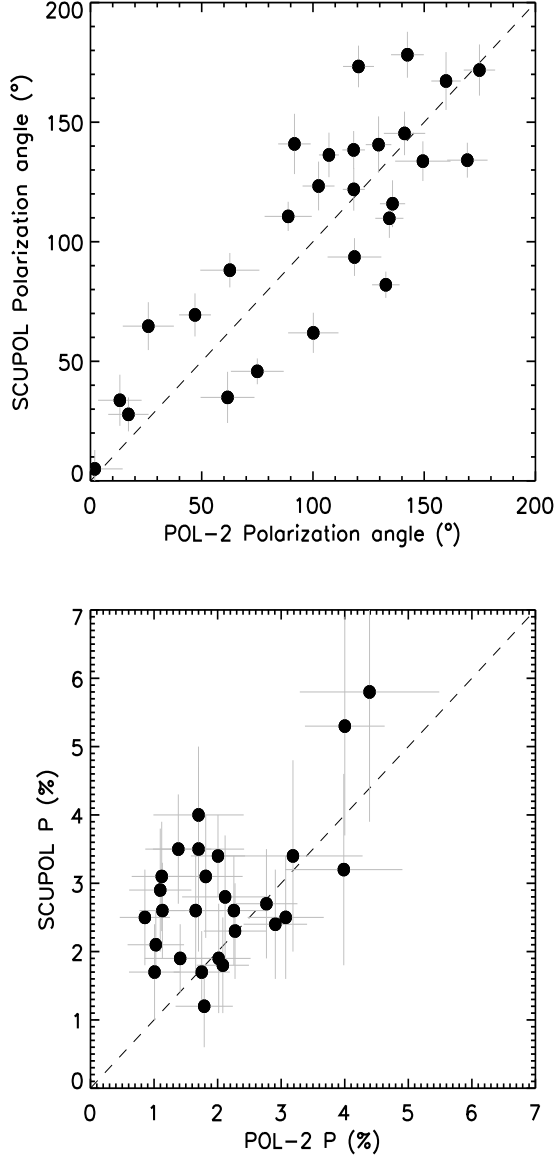 200
150
100
50
0
SCUPOL Polarization angle (°)
0 50 100 150 200
POL-2 Polarization angle (°)
7
6
5
4
3
2
1
0
SCUPOL P (%)
0 1 2 3 4 5 6 7
POL-2 P (%)